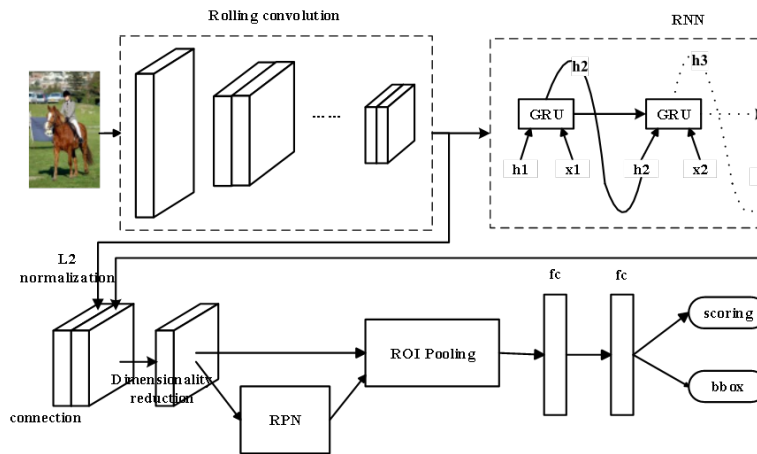 Rolling convolution
RNN
h2
h3
GRU
GRU
h1
x1
h2
x2
L2
normalization
fc
fc
scoring
ROI Pooling
Dimensionality
reduction
bbox
connection
RPN